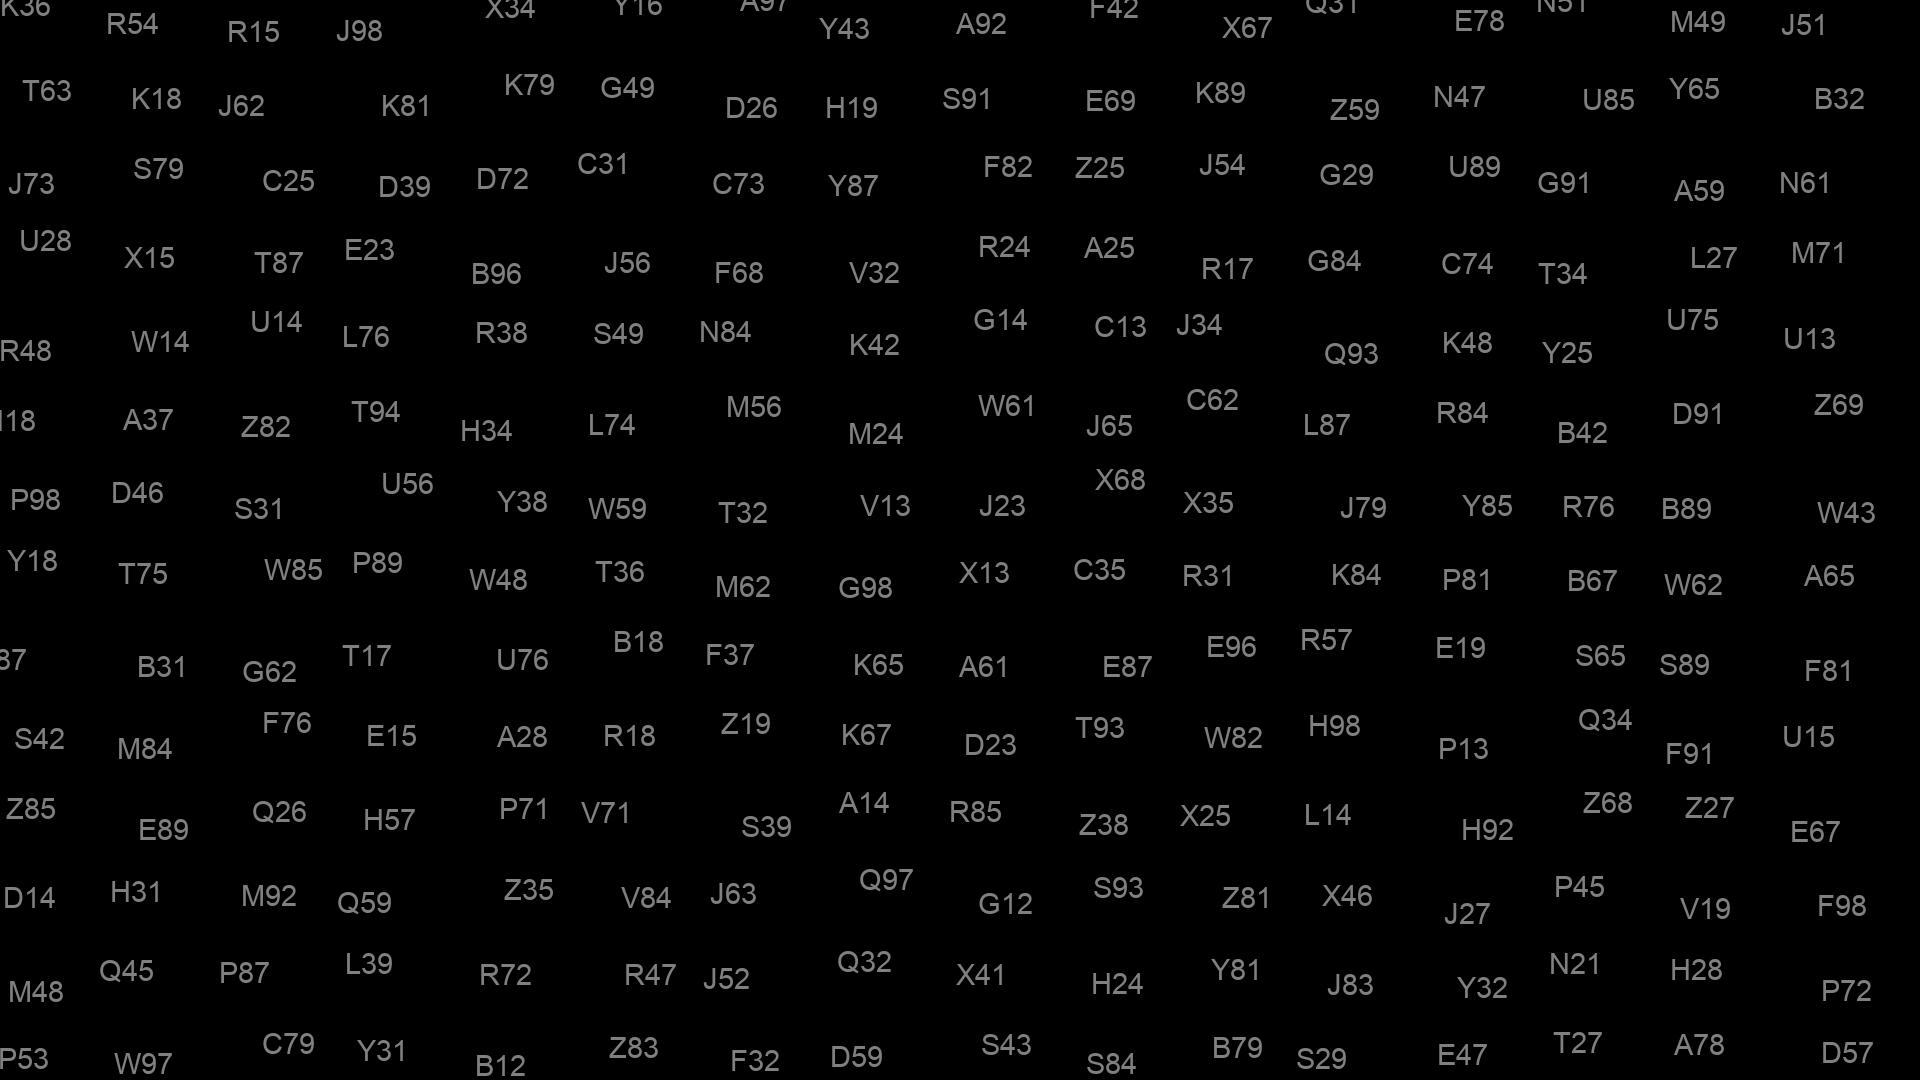 K36 R54 R15 J98 X34 Y16 A97 Y43 A92 F42 X67 Q31 E78 N51 M49 J51
T63 K18 J62 K81 K79 G49 D26 H19 S91 E69 K89 Z59 N47 U85 Y65 B32
J73 S79 C25 D39 D72 C31 C73 Y87 F82 Z25 J54 G29 U89 G91 A59 N61
U28 X15 T87 E23 B96 J56 F68 V32 R24 A25 R17 G84 C74 T34 L27 M71
R48 W14 U14 L76 R38 S49 N84 K42 G14 C13 J34 Q93 K48 Y25 U75 U13
18 A37 Z82 T94 H34 L74 M56 M24 W61 J65 C62 L87 R84 B42 D91 Z69
P98 D46 S31 U56 Y38 W59 T32 V13 J23 X68 X35 J79 Y85 R76 B89 W43
Y18 T75 W85 P89 W48 T36 M62 G98 X13 C35 R31 K84 P81 B67 W62 A65
87 B31 G62 T17 U76 B18 F37 K65 A61 E87 E96 R57 E19 S65 S89 F81
S42 M84 F76 E15 A28 R18 Z19 K67 D23 T93 W82 H98 P13 Q34 F91 U15
Z85 E89 Q26 H57 P71 V71 S39 A14 R85 Z38 X25 L14 H92 Z68 Z27 E67
D14 H31 M92 Q59 Z35 V84 J63 Q97 G12 S93 Z81 X46 J27 P45 V19 F98
M48 Q45 P87 L39 R72 R47 J52 Q32 X41 H24 Y81 J83 Y32 N21 H28 P72
P53 W97 C79 Y31 B12 Z83 F32 D59 S43 S84 B79 S29 E47 T27 A78 D57